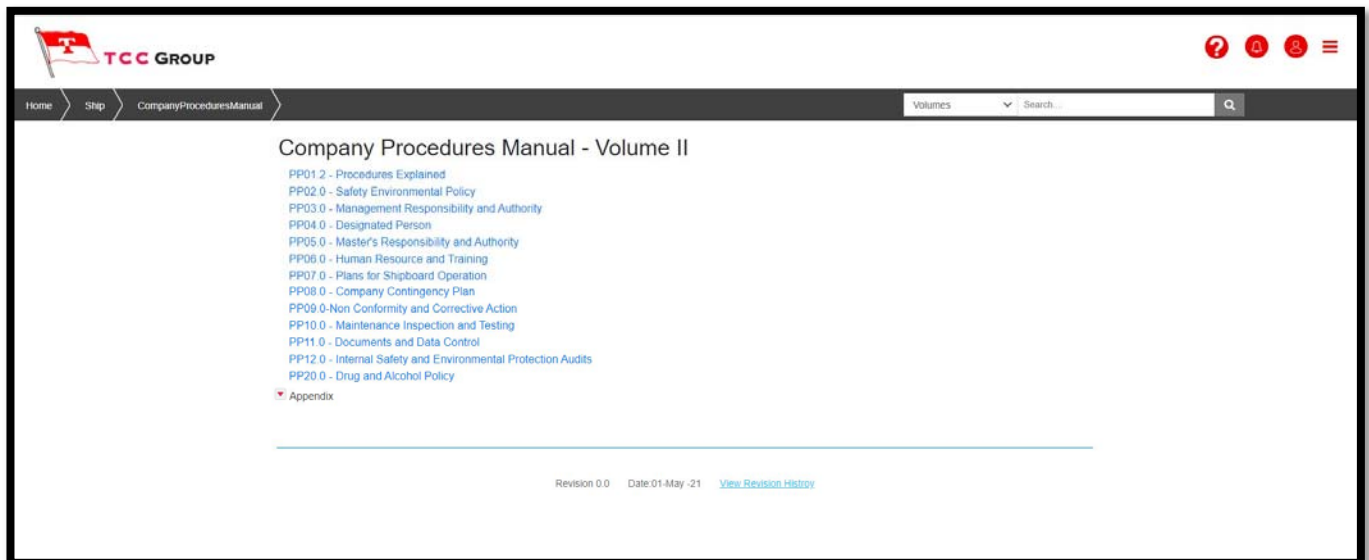 T
TCC GROUP
Home Ship CompanyProceduresManual Volumes Search...
Company Procedures Manual - Volume II
PP01.2 - Procedures Explained
PP02.0 - Safety Environmental Policy
PP03.0 - Management Responsibility and Authority
PP04.0 - Designated Person
PP05.0 - Master's Responsibility and Authority
PP06.0 - Human Resource and Training
PP07.0 - Plans for Shipboard Operation
PP08.0 - Company Contingency Plan
PP09.0-Non Conformity and Corrective Action
PP10.0 - Maintenance Inspection and Testing
PP11.0 - Documents and Data Control
PP12.0 - Internal Safety and Environmental Protection Audits
PP20.0 - Drug and Alcohol Policy
Appendix
Revision 0.0 Date:01-May -21 View Revision Histroy